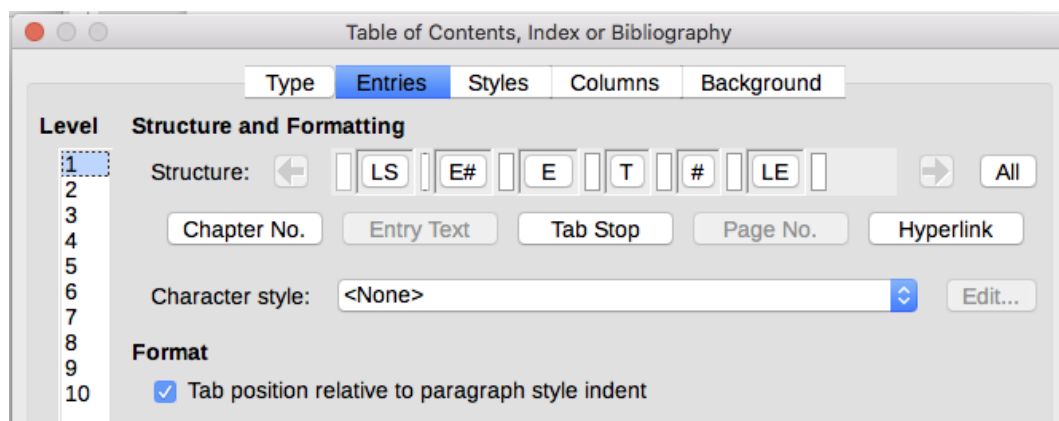 Table of Contents, Index or Bibliography
Type Entries Styles Columns Background
Level Structure and Formatting
1
2
3
4
5
6
7
8
9
10
Structure: LS E# E T # LE All
Chapter No. Entry Text Tab Stop Page No. Hyperlink
Character style: <None> Edit...
Format
Tab position relative to paragraph style indent